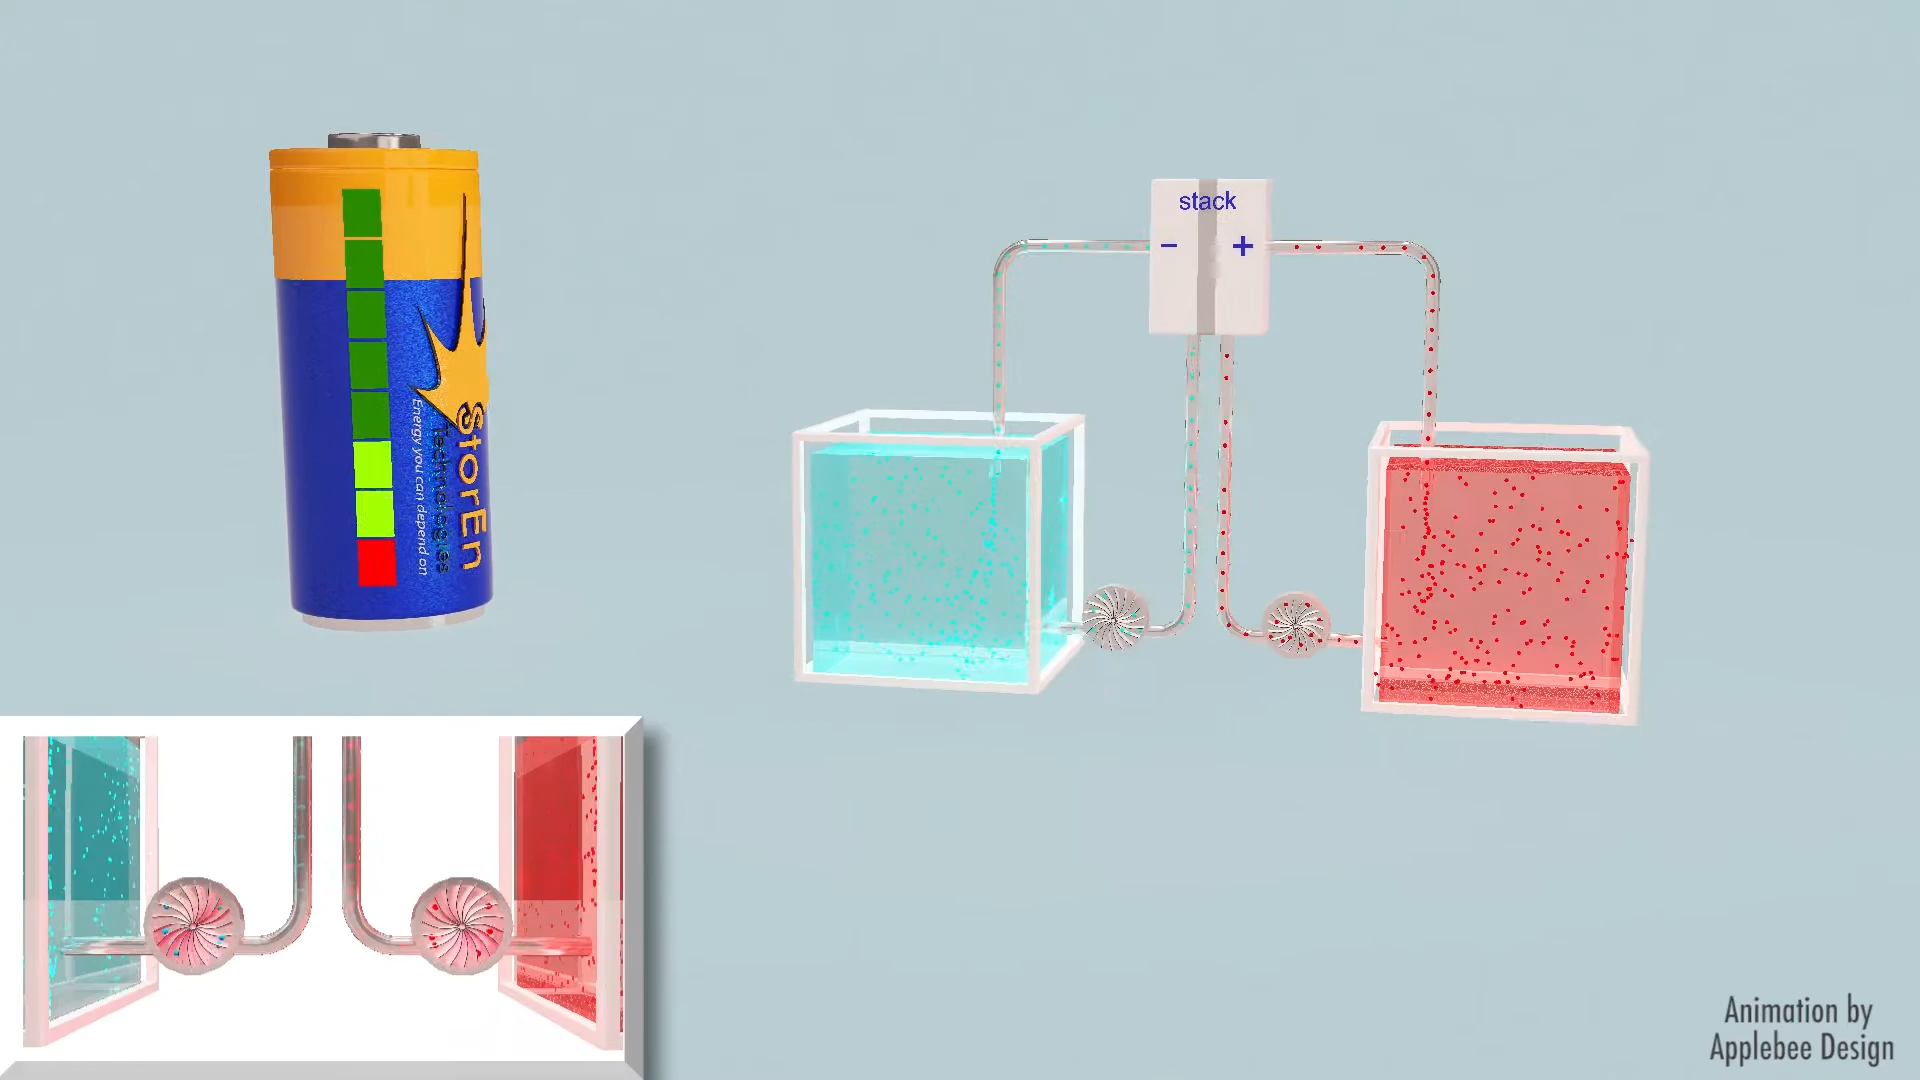 StorEn
Technologies
Energy you can depend on
stack
- +
Animation by
Applebee Design